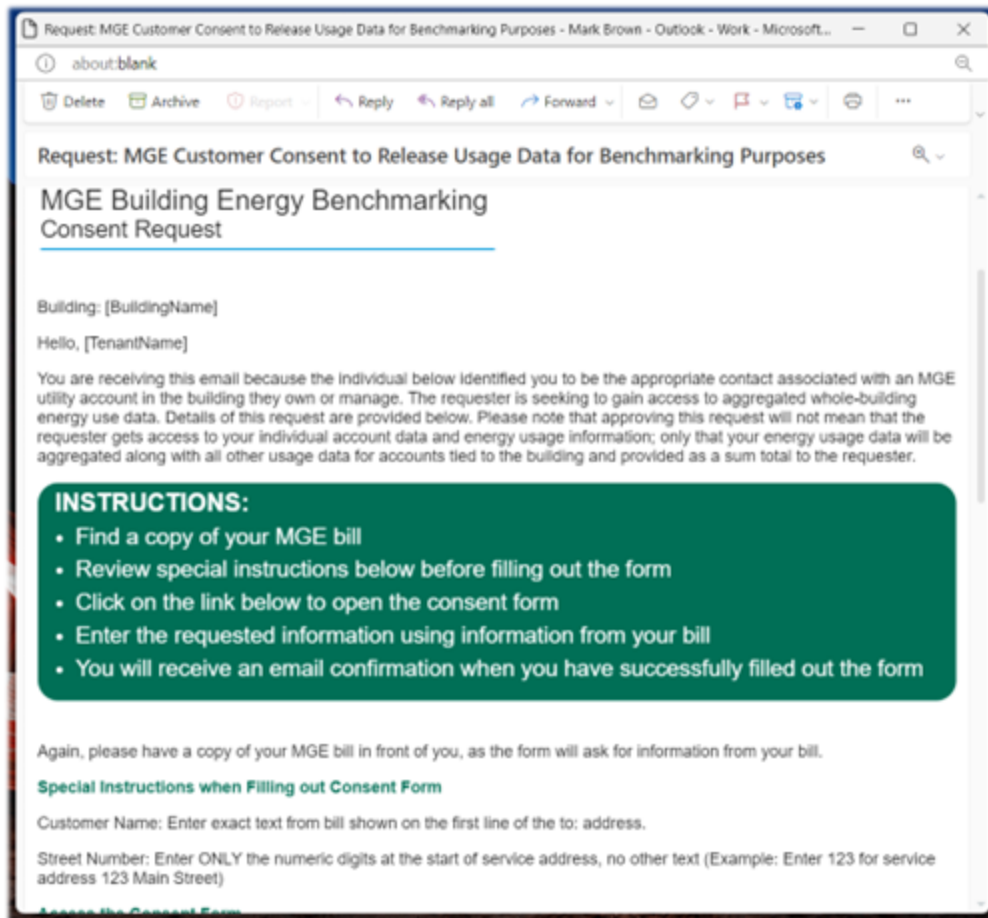 Request: MGE Customer Consent to Release Usage Data for Benchmarking Purposes - Mark Brown - Outlook - Work - Microsoft...
about:blank
Delete Archive Report Reply Reply all Forward ...
Request: MGE Customer Consent to Release Usage Data for Benchmarking Purposes
MGE Building Energy Benchmarking
Consent Request
Building: [BuildingName]
Hello, [TenantName]
You are receiving this email because the individual below identified you to be the appropriate contact associated with an MGE
utility account in the building they own or manage. The requester is seeking to gain access to aggregated whole-building
energy use data. Details of this request are provided below. Please note that approving this request will not mean that the
requester gets access to your individual account data and energy usage information; only that your energy usage data will be
aggregated along with all other usage data for accounts tied to the building and provided as a sum total to the requester.
INSTRUCTIONS:
• Find a copy of your MGE bill
• Review special instructions below before filling out the form
• Click on the link below to open the consent form
• Enter the requested information using information from your bill
• You will receive an email confirmation when you have successfully filled out the form
Again, please have a copy of your MGE bill in front of you, as the form will ask for information from your bill.
Special Instructions when Filling out Consent Form
Customer Name: Enter exact text from bill shown on the first line of the to: address.
Street Number: Enter ONLY the numeric digits at the start of service address, no other text (Example: Enter 123 for service
address 123 Main Street)
Access the Consent Form